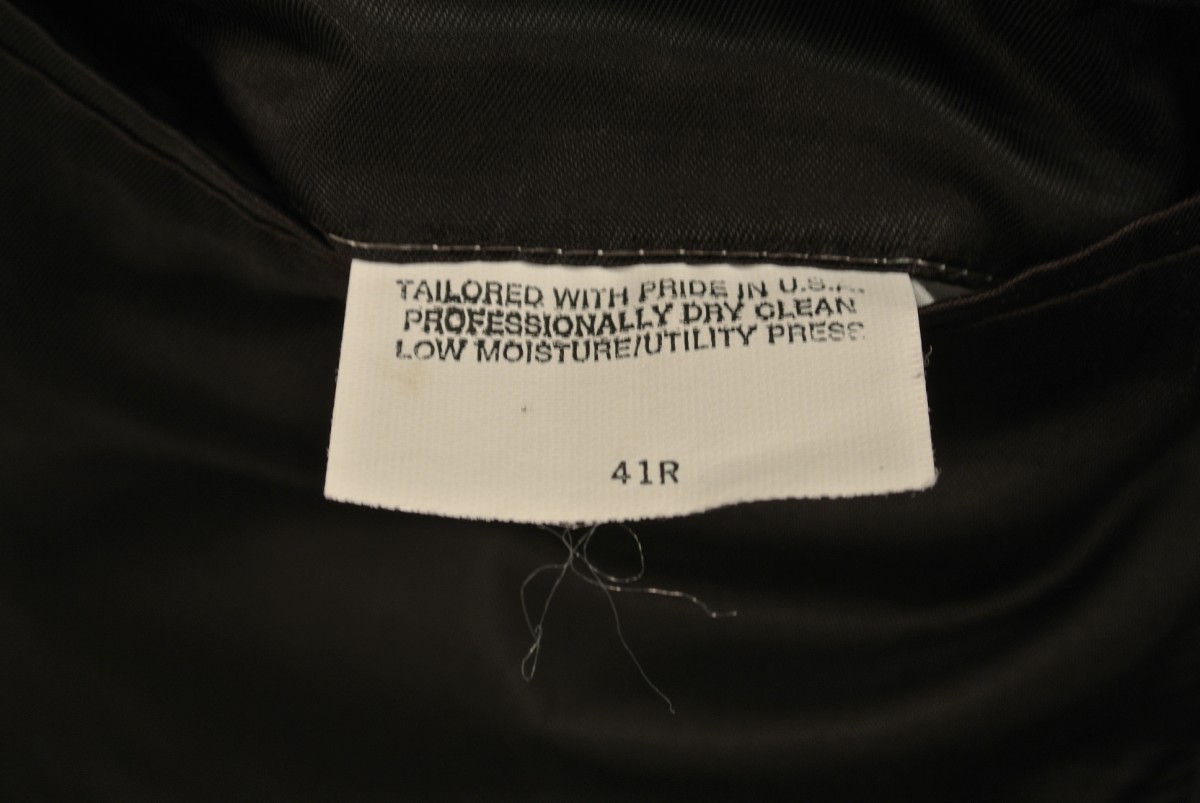 TAILORED WITH PRIDE IN U.S.A.
PROFESSIONALLY DRY CLEAN
LOW MOISTURE/UTILITY PRESS
41R